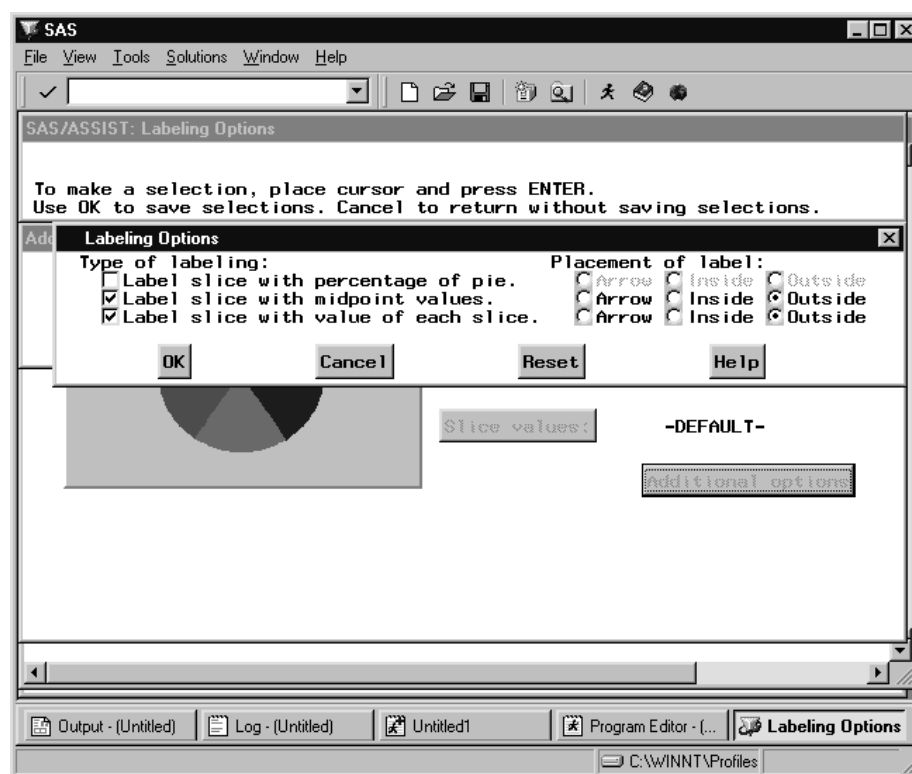 SAS
File View Tools Solutions Window Help
SAS/ASSIST: Labeling Options
To make a selection, place cursor and press ENTER.
Use OK to save selections. Cancel to return without saving selections.
Add
Labeling Options
Type of labeling: Placement of label:
Label slice with percentage of pie. Arrow Inside Outside
Label slice with midpoint values. Arrow Inside Outside
Label slice with value of each slice. Arrow Inside Outside
OK Cancel Reset Help
Slice values: -DEFAULT-
Additional options
Output - (Untitled) Log - (Untitled) Untitled1 Program Editor - (... Labeling Options
C:\WINNT\Profiles